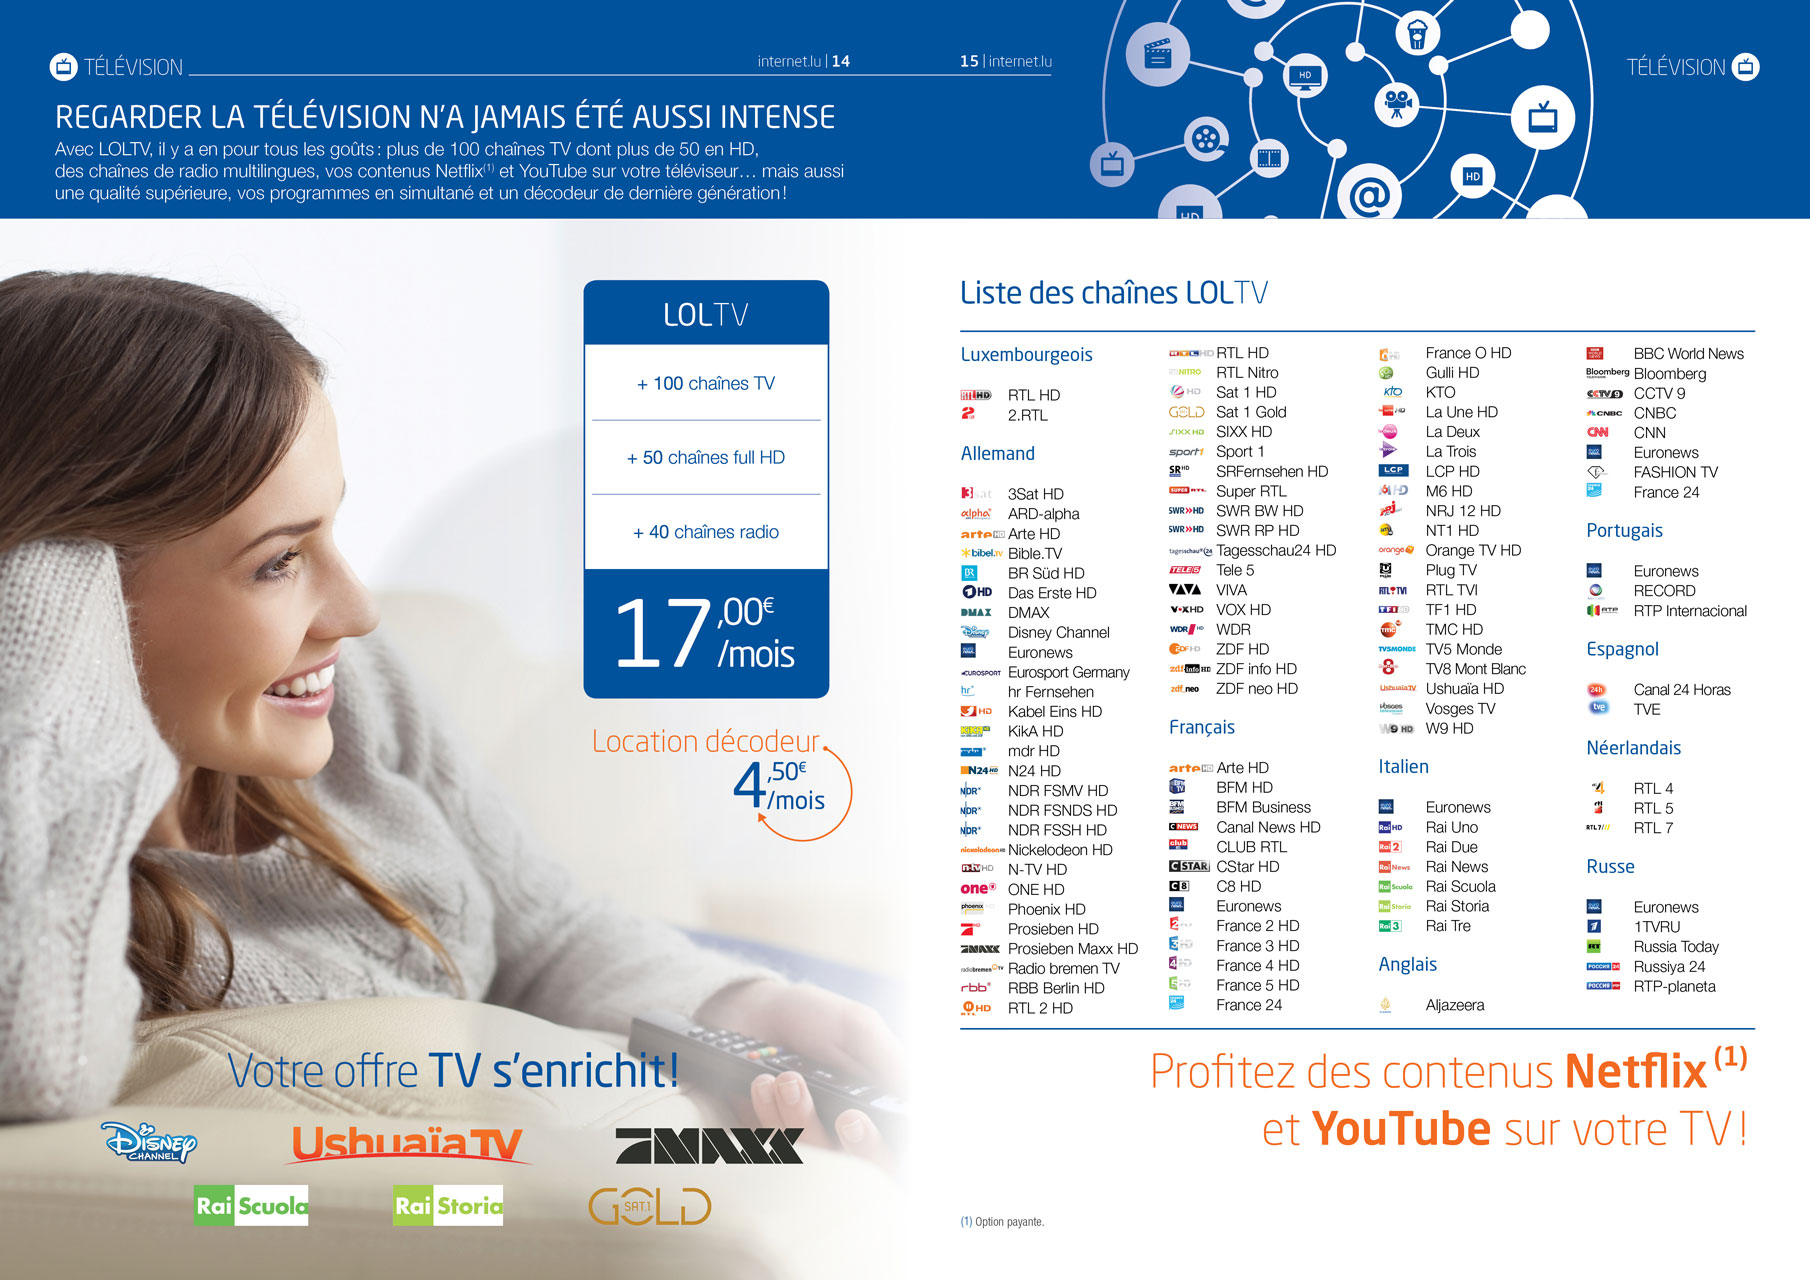 TÉLÉVISION
internet.lu | 14
REGARDER LA TÉLÉVISION N'A JAMAIS ÉTÉ AUSSI INTENSE
Avec LOLTV, il y a en pour tous les goûts : plus de 100 chaînes TV dont plus de 50 en HD,
des chaînes de radio multilingues, vos contenus Netflix(1) et YouTube sur votre téléviseur… mais aussi
une qualité supérieure, vos programmes en simultané et un décodeur de dernière génération !
LOLTV
+ 100 chaînes TV
+ 50 chaînes full HD
+ 40 chaînes radio
17,00€
/mois
Location décodeur
4,50€
/mois
Votre offre TV s'enrichit !
DISNEY CHANNEL
Ushuaïa TV
7MAXX
Rai Scuola
Rai Storia
GOLD
SAT.1
15 | internet.lu
TÉLÉVISION
HD
HD
HD
@
Liste des chaînes LOLTV
Luxembourgeois
RTL HD
2.RTL
Allemand
3Sat HD
ARD-alpha
Arte HD
Bible.TV
BR Süd HD
Das Erste HD
DMAX
Disney Channel
Euronews
Eurosport Germany
hr Fernsehen
Kabel Eins HD
KikA HD
mdr HD
N24 HD
NDR FSMV HD
NDR FSNDS HD
NDR FSSH HD
Nickelodeon HD
N-TV HD
ONE HD
Phoenix HD
Prosieben HD
Prosieben Maxx HD
Radio bremen TV
RBB Berlin HD
RTL 2 HD
RTL HD
RTL Nitro
Sat 1 HD
Sat 1 Gold
SIXX HD
Sport 1
SRFernsehen HD
Super RTL
SWR BW HD
SWR RP HD
Tagesschau24 HD
Tele 5
VIVA
VOX HD
WDR
ZDF HD
ZDF info HD
ZDF neo HD
Français
Arte HD
BFM HD
BFM Business
Canal News HD
CLUB RTL
CStar HD
C8 HD
Euronews
France 2 HD
France 3 HD
France 4 HD
France 5 HD
France 24
France O HD
Gulli HD
KTO
La Une HD
La Deux
La Trois
LCP HD
M6 HD
NRJ 12 HD
NT1 HD
Orange TV HD
Plug TV
RTL TVI
TF1 HD
TMC HD
TV5 Monde
TV8 Mont Blanc
Ushuaïa HD
Vosges TV
W9 HD
Italien
Euronews
Rai Uno
Rai Due
Rai News
Rai Scuola
Rai Storia
Rai Tre
Anglais
Aljazeera
BBC World News
Bloomberg
CCTV 9
CNBC
CNN
Euronews
FASHION TV
France 24
Portugais
Euronews
RECORD
RTP Internacional
Espagnol
Canal 24 Horas
TVE
Néerlandais
RTL 4
RTL 5
RTL 7
Russe
Euronews
1TVRU
Russia Today
Russiya 24
RTP-planeta
Profitez des contenus Netflix (1)
et YouTube sur votre TV !
(1) Option payante.